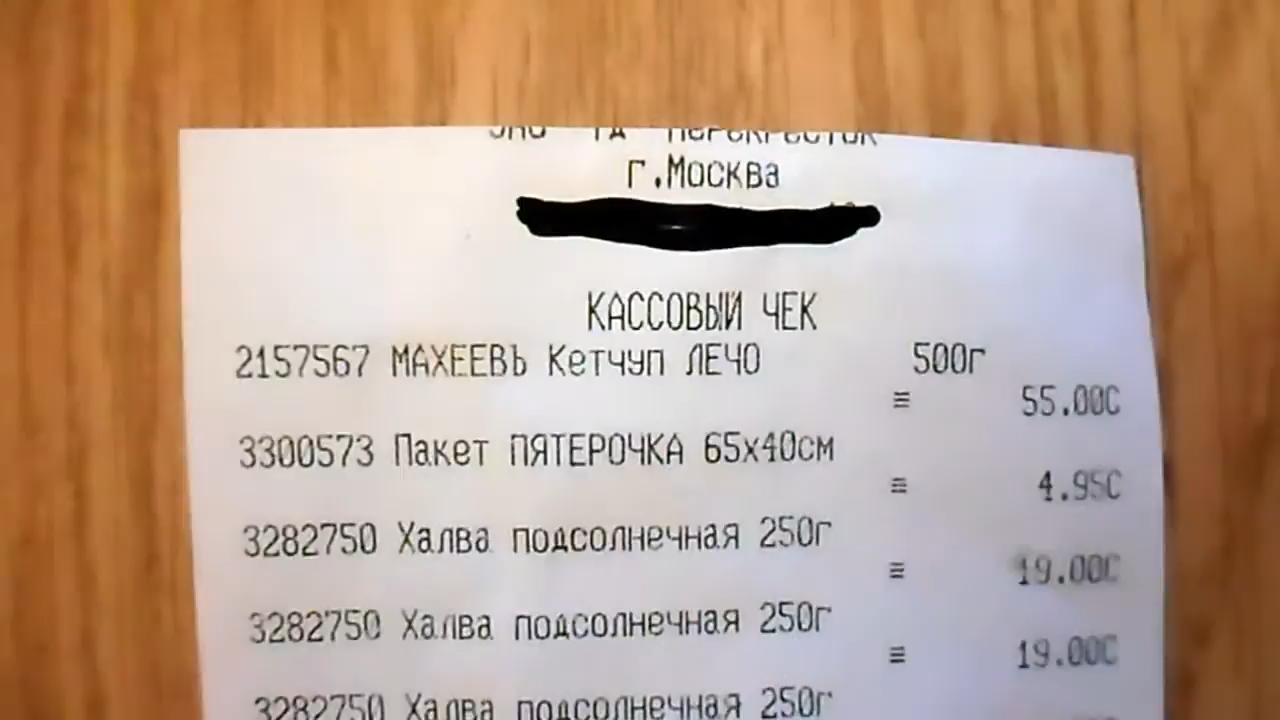 г.Москва
КАССОВЫЙ ЧЕК
2157567 МАХЕЕВЪ Кетчуп ЛЕЧО 500г
≡ 55.00С
3300573 Пакет ПЯТЕРОЧКА 65х40см
≡ 4.95С
3282750 Халва подсолнечная 250г
≡ 19.00С
3282750 Халва подсолнечная 250г
≡ 19.00С
3282750 Халва подсолнечная 250г